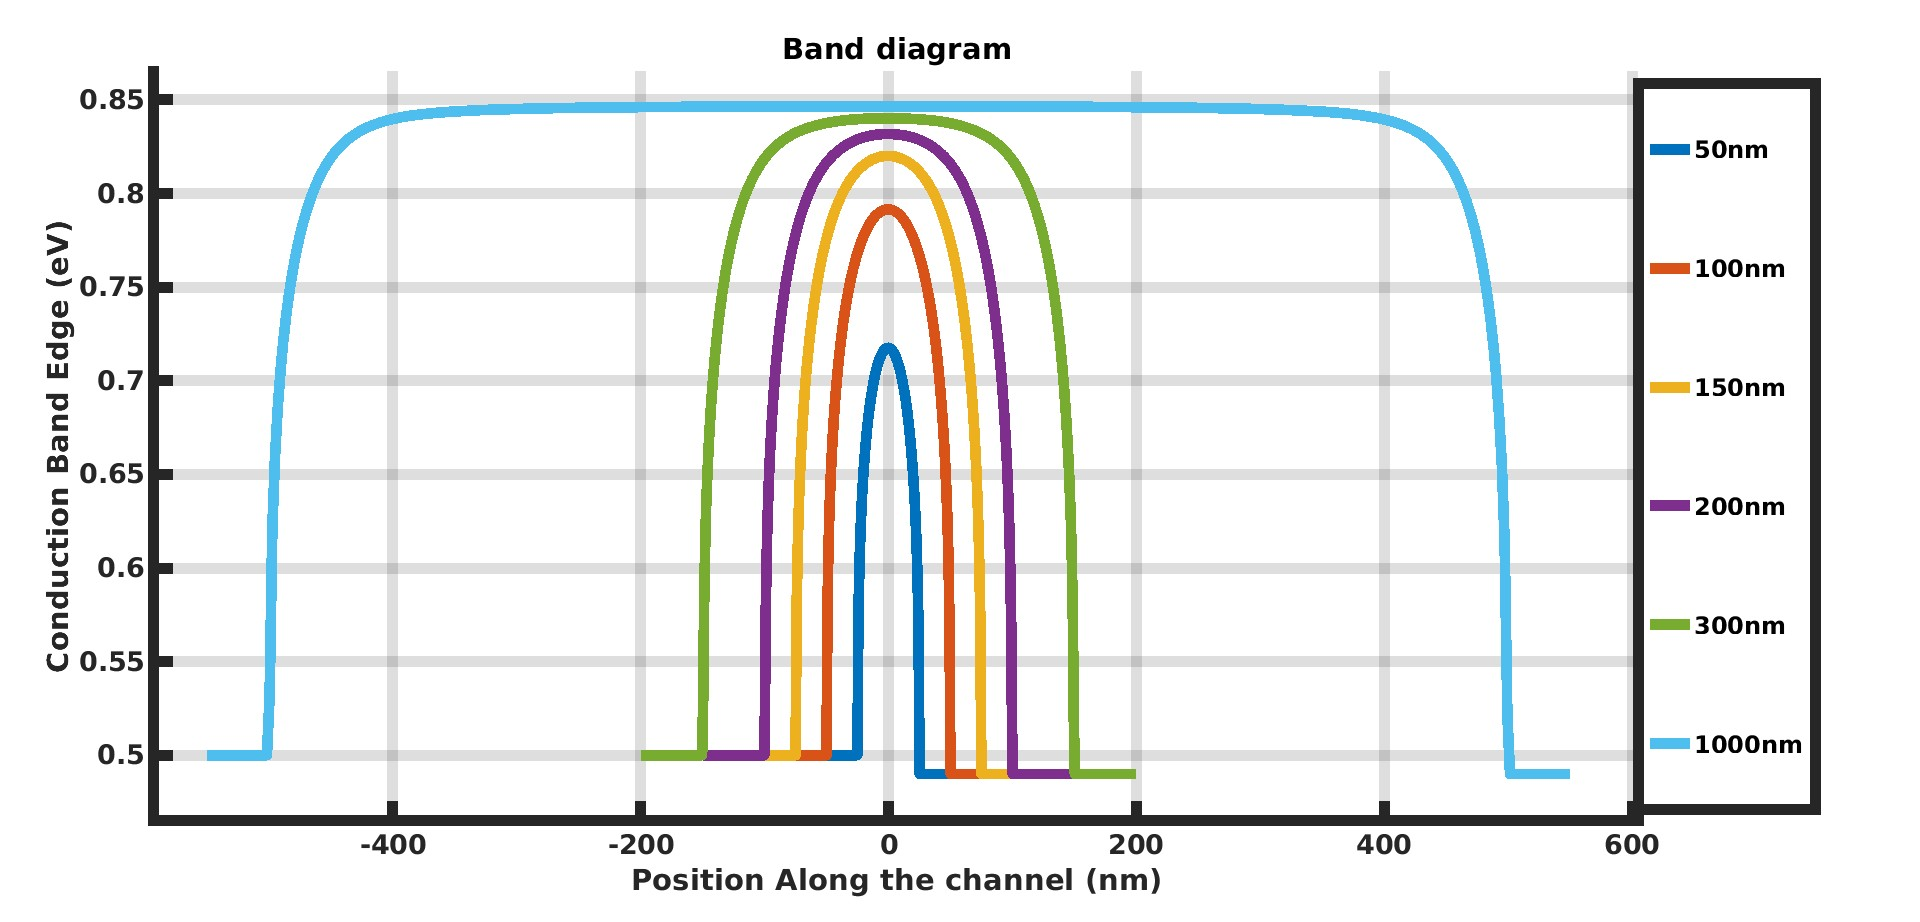 Band diagram
Conduction Band Edge (eV)
0.85
0.8
0.75
0.7
0.65
0.6
0.55
0.5
-400
-200
0
200
400
600
Position Along the channel (nm)
50nm
100nm
150nm
200nm
300nm
1000nm